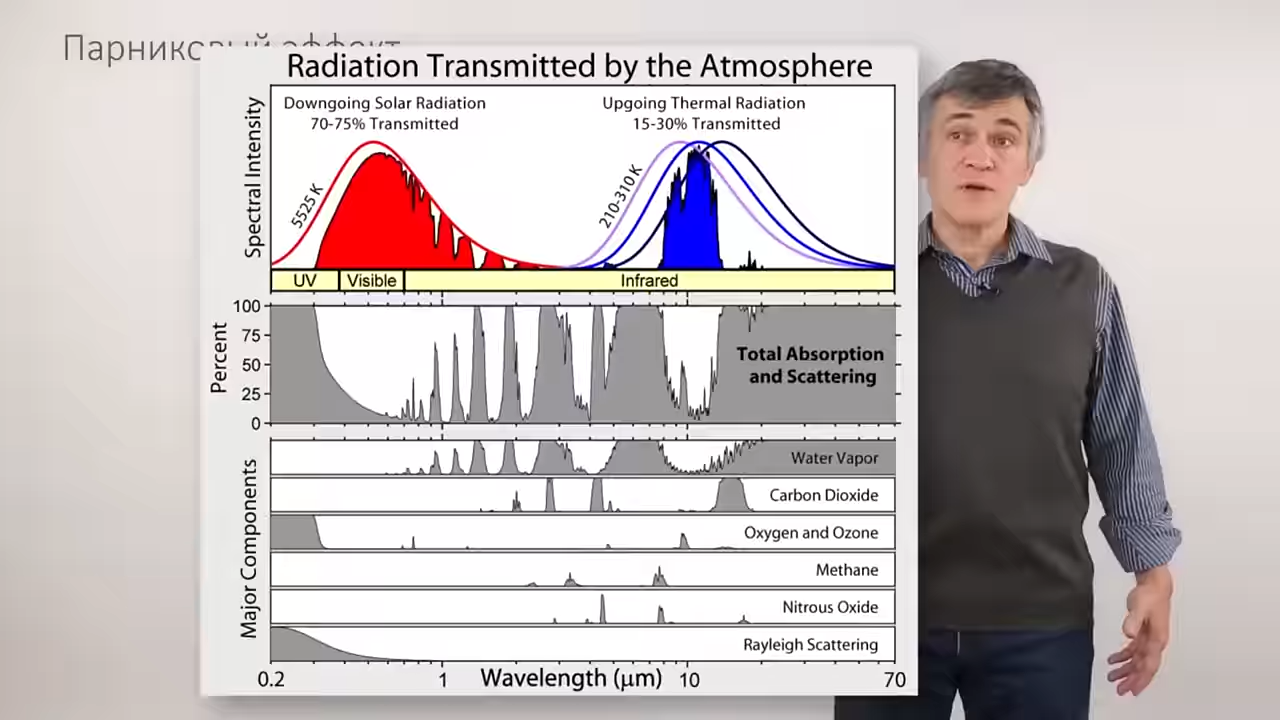 Парниковый эффект
Radiation Transmitted by the Atmosphere
Spectral Intensity
Downgoing Solar Radiation
70-75% Transmitted
Upgoing Thermal Radiation
15-30% Transmitted
5525 K
210-310 K
UV
Visible
Infrared
Percent
100
75
50
25
0
Total Absorption
and Scattering
Major Components
Water Vapor
Carbon Dioxide
Oxygen and Ozone
Methane
Nitrous Oxide
Rayleigh Scattering
0.2
1
Wavelength (μm)
10
70